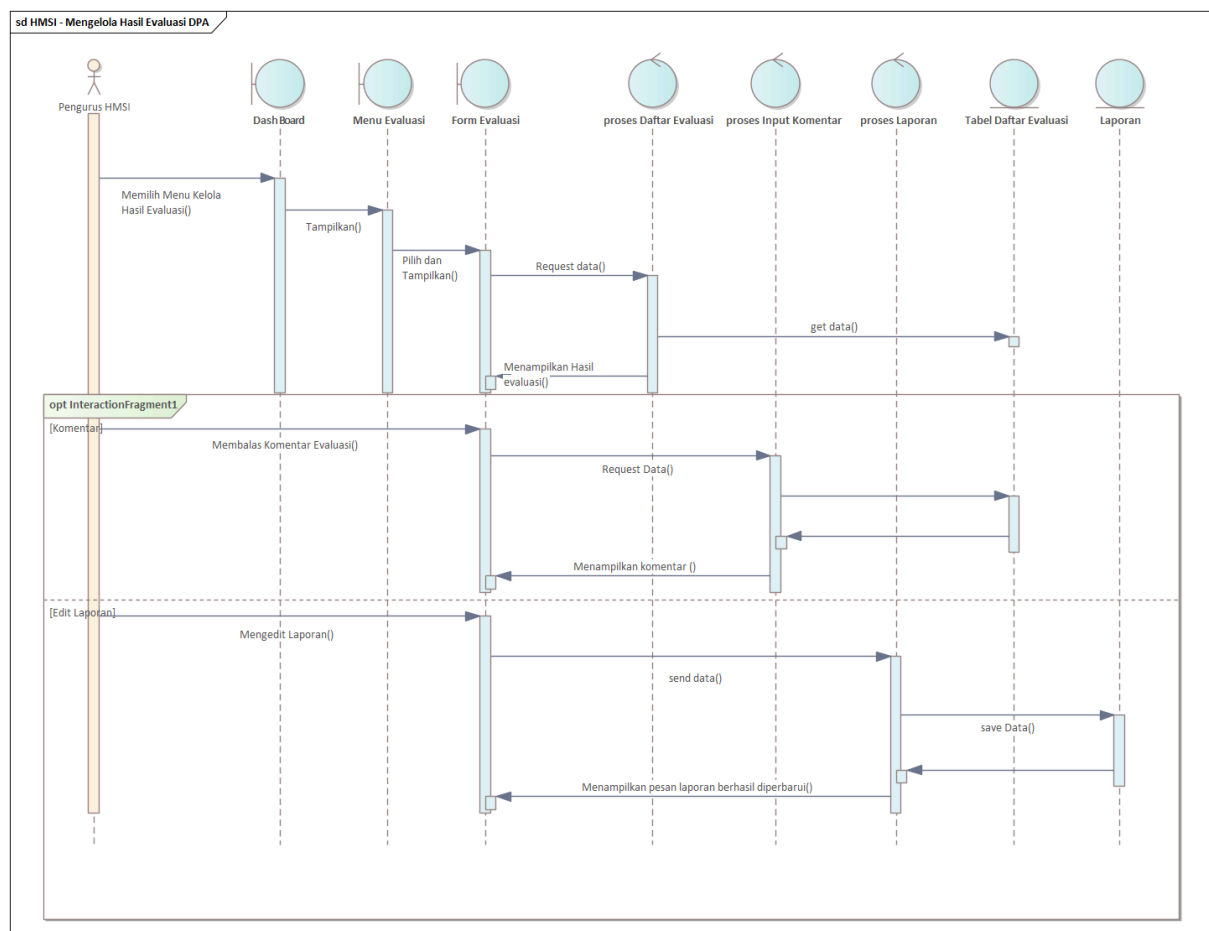 sd HMSI - Mengelola Hasil Evaluasi DPA
Pengurus HMSI
DashBoard
Menu Evaluasi
Form Evaluasi
proses Daftar Evaluasi
proses Input Komentar
proses Laporan
Tabel Daftar Evaluasi
Laporan
Memilih Menu Kelola
Hasil Evaluasi()
Tampilkan()
Pilih dan
Tampilkan()
Request data()
get data()
Menampilkan Hasil
evaluasi()
opt InteractionFragment1
[Komentar]
Membalas Komentar Evaluasi()
Request Data()
Menampilkan komentar ()
[Edit Laporan]
Mengedit Laporan()
send data()
save Data()
Menampilkan pesan laporan berhasil diperbarui()